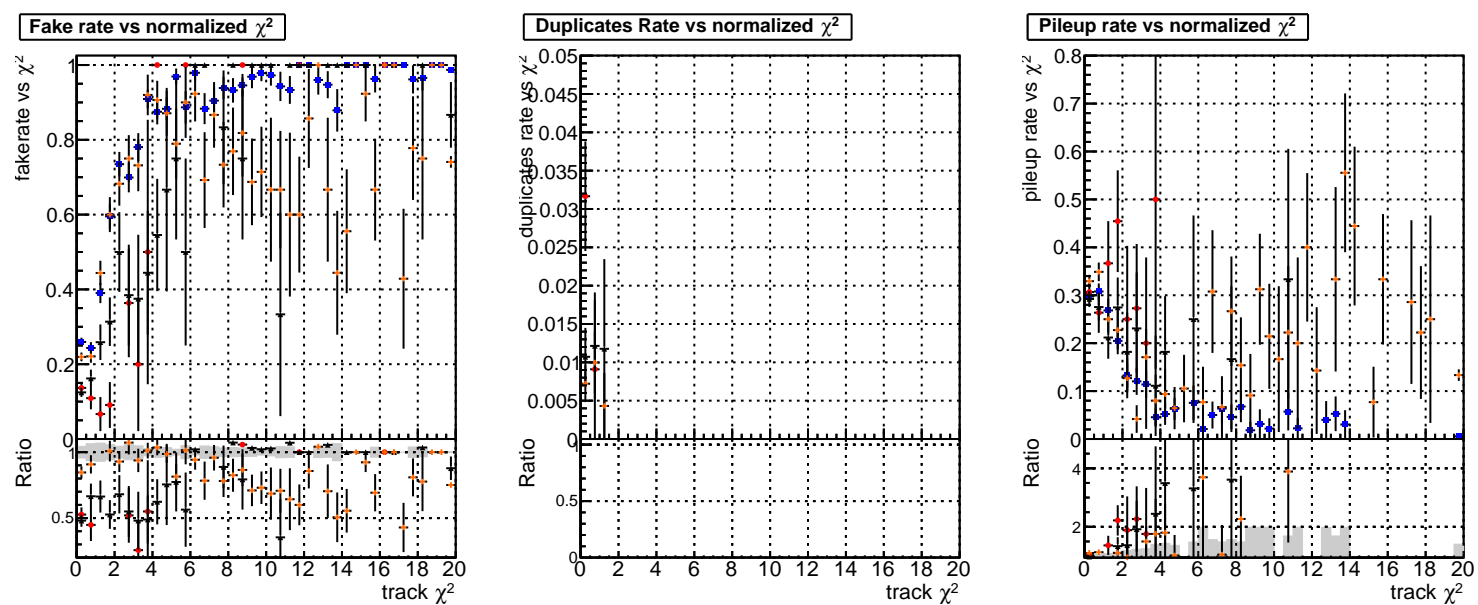 Fake rate vs normalized χ²
fakerate vs χ²
1
0.8
0.6
0.4
0.2
0
Ratio
1
0.5
0 2 4 6 8 10 12 14 16 18 20
track χ²
Duplicates Rate vs normalized χ²
duplicates rate vs χ²
0.05
0.045
0.04
0.035
0.03
0.025
0.02
0.015
0.01
0.005
0
Ratio
1
0.5
0
0 2 4 6 8 10 12 14 16 18 20
track χ²
Pileup rate vs normalized χ²
pileup rate vs χ²
0.8
0.7
0.6
0.5
0.4
0.3
0.2
0.1
0
Ratio
4
2
0 2 4 6 8 10 12 14 16 18 20
track χ²